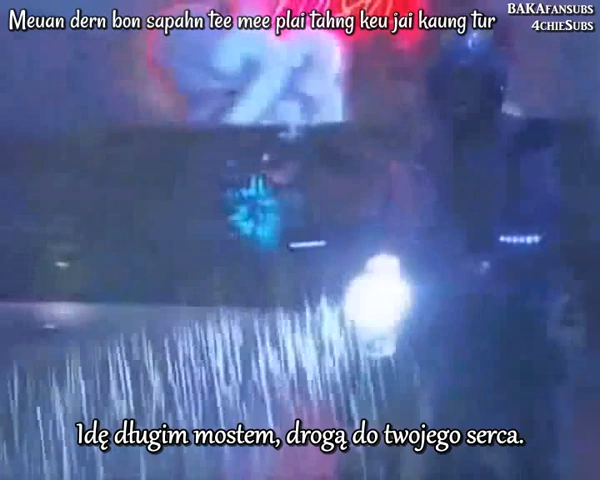 Meuan dern bon sapahn tee mee plai tahng keu jai kaung tur
BAKAfansubs
4chieSubs
Idę długim mostem, drogą do twojego serca.